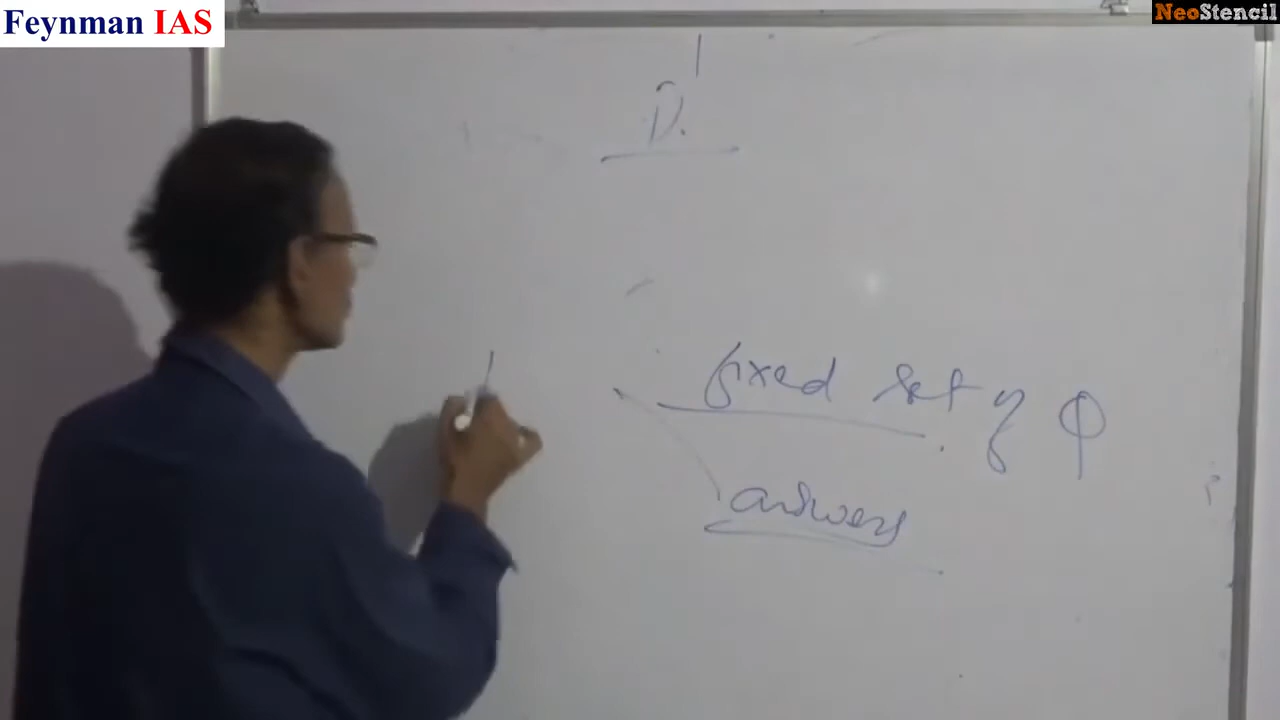 Feynman IAS
NeoStencil
D.
fixed set of Q
answers